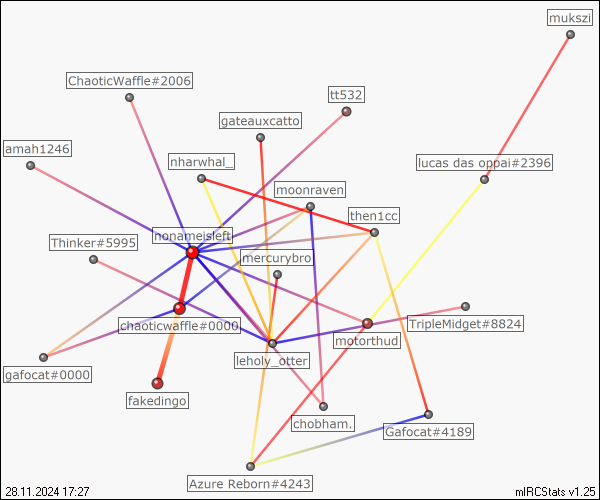 mukszi
ChaoticWaffle#2006
tt532
gateauxcatto
amah1246
nharwhal_
lucas das oppai#2396
moonraven
then1cc
nonameisleft
Thinker#5995
mercurybro
chaoticwaffle#0000
TripleMidget#8824
motorthud
leholy_otter
gafocat#0000
fakedingo
chobham.
Gafocat#4189
Azure Reborn#4243
28.11.2024 17:27
mIRCStats v1.25